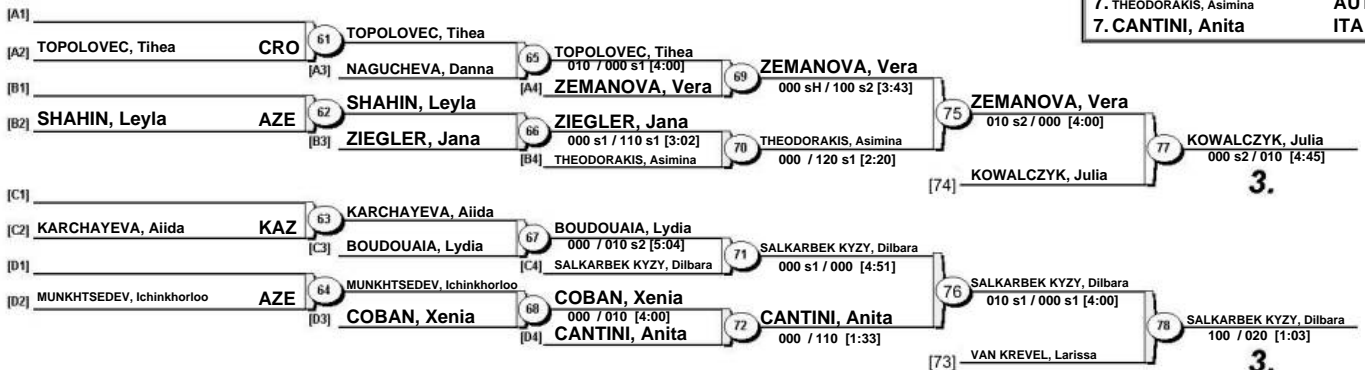 7. THEODORAKIS, Asimina
7. CANTINI, Anita ITA
[A1]
[A2] TOPOLOVEC, Tihea CRO
61
TOPOLOVEC, Tihea
[A3] NAGUCHEVA, Danna
65
TOPOLOVEC, Tihea
010 / 000 s1 [4:00]
[A4] ZEMANOVA, Vera
69
ZEMANOVA, Vera
000 sH / 100 s2 [3:43]
[B1]
[B2] SHAHIN, Leyla AZE
62
SHAHIN, Leyla
[B3] ZIEGLER, Jana
66
ZIEGLER, Jana
000 s1 / 110 s1 [3:02]
[B4] THEODORAKIS, Asimina
70
THEODORAKIS, Asimina
000 / 120 s1 [2:20]
75
ZEMANOVA, Vera
010 s2 / 000 [4:00]
[74] KOWALCZYK, Julia
77
KOWALCZYK, Julia
000 s2 / 010 [4:45]
3.
[C1]
[C2] KARCHAYEVA, Aiida KAZ
63
KARCHAYEVA, Aiida
[C3] BOUDOUAIA, Lydia
67
BOUDOUAIA, Lydia
000 / 010 s2 [5:04]
[C4] SALKARBEK KYZY, Dilbara
71
SALKARBEK KYZY, Dilbara
000 s1 / 000 [4:51]
[D1]
[D2] MUNKHTSEDEV, Ichinkhorloo AZE
64
MUNKHTSEDEV, Ichinkhorloo
[D3] COBAN, Xenia
68
COBAN, Xenia
000 / 010 [4:00]
[D4] CANTINI, Anita
72
CANTINI, Anita
000 / 110 [1:33]
76
SALKARBEK KYZY, Dilbara
010 s1 / 000 s1 [4:00]
[73] VAN KREVEL, Larissa
78
SALKARBEK KYZY, Dilbara
100 / 020 [1:03]
3.